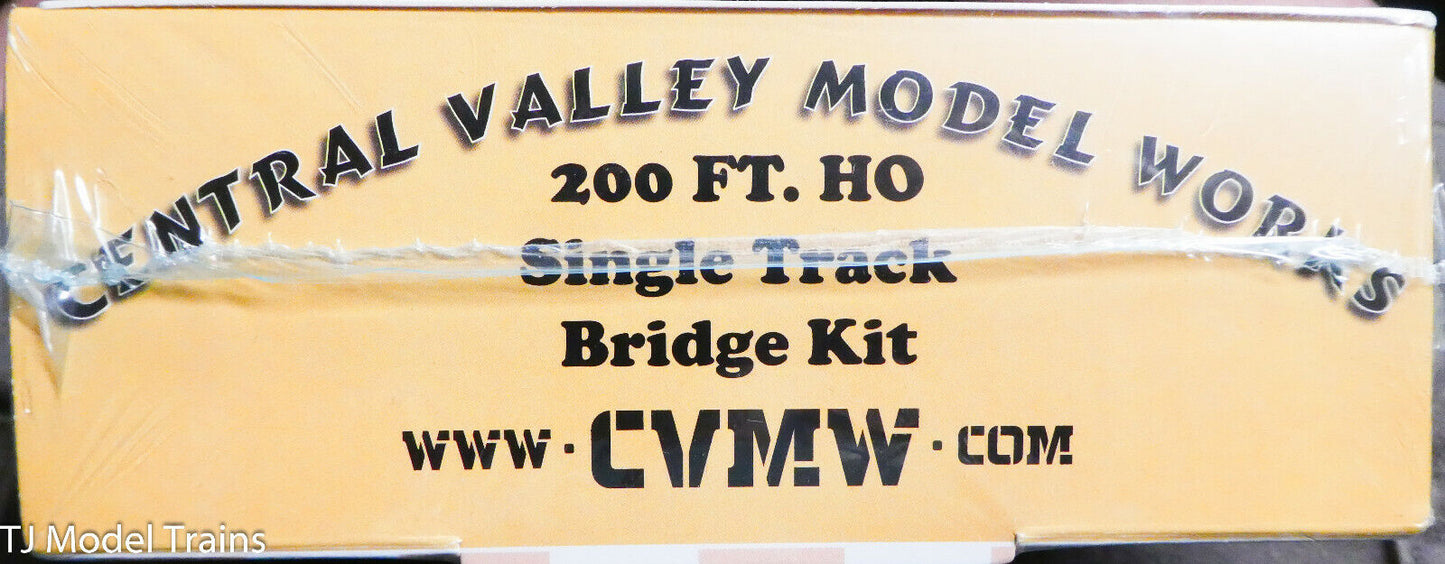 CENTRAL VALLEY MODEL WORKS
200 FT. HO
Single Track
Bridge Kit
WWW·CVMW·COM
TJ Model Trains